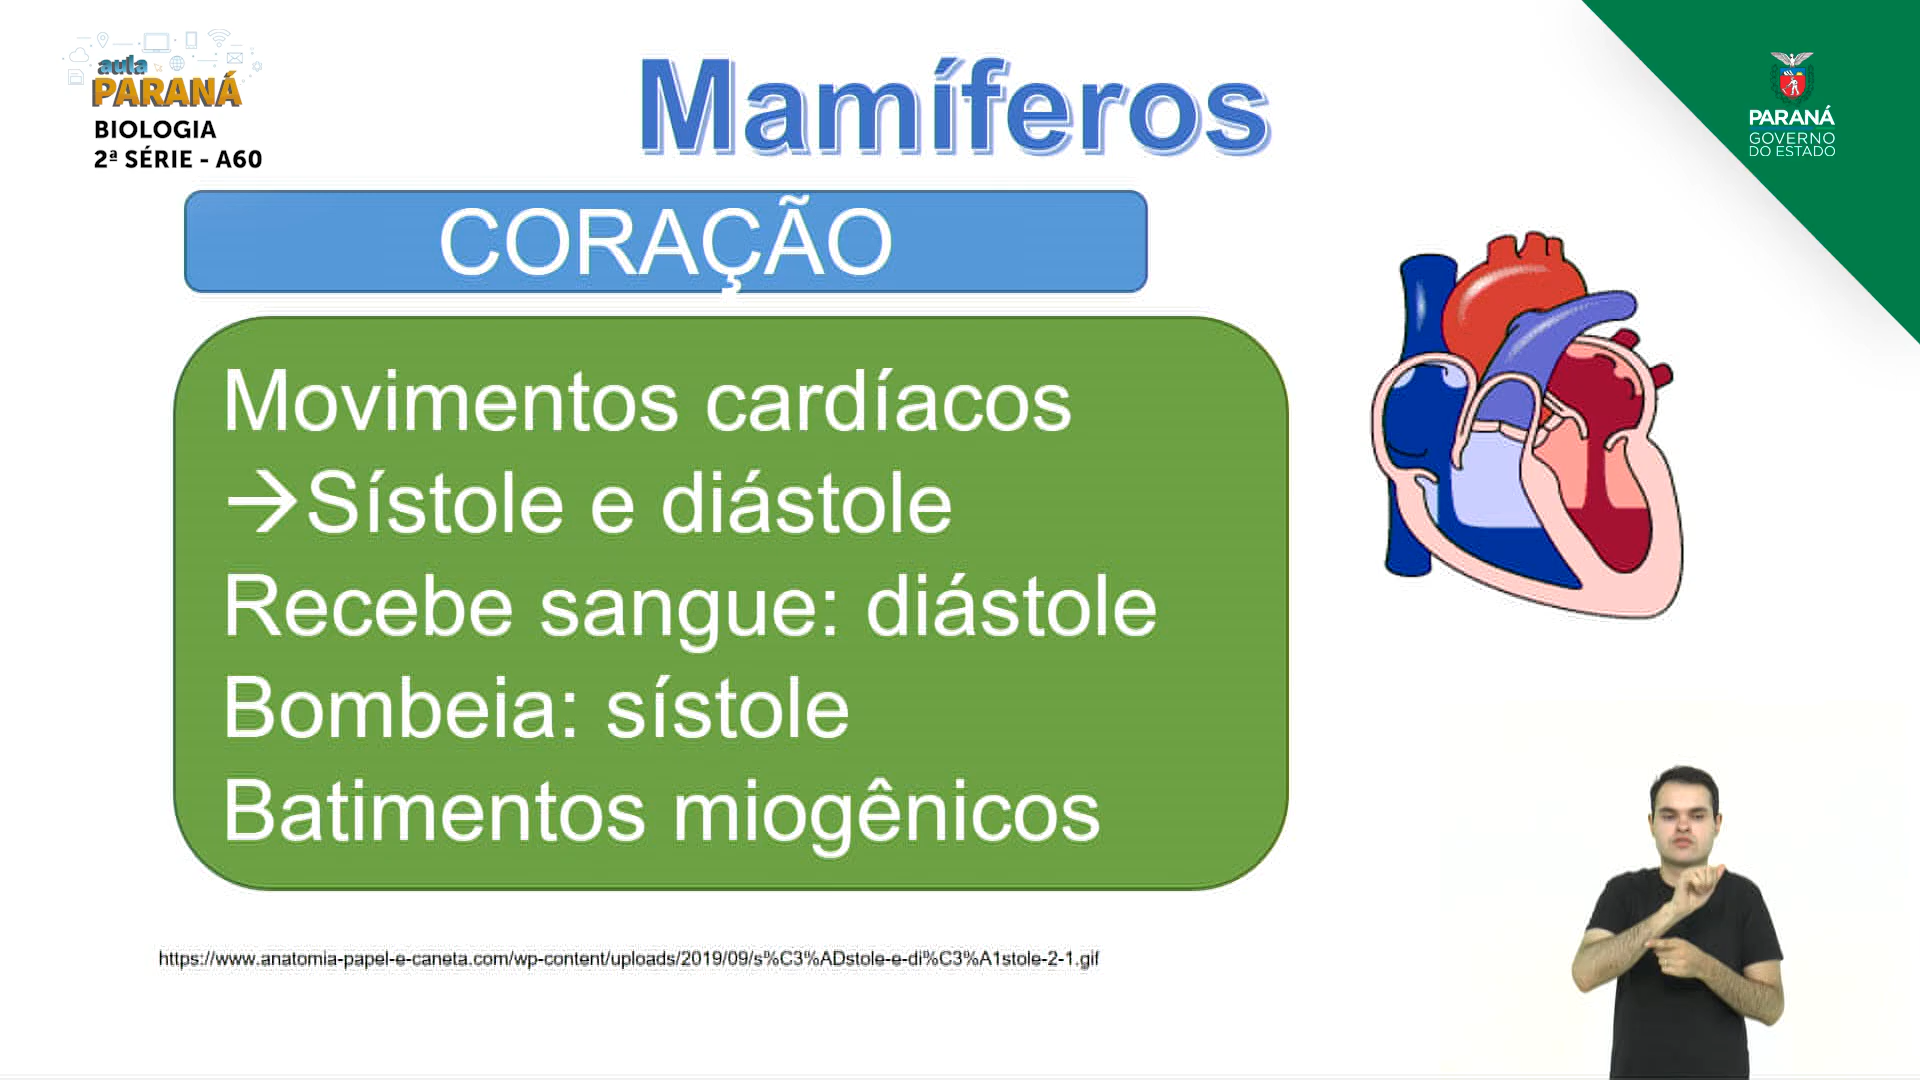 aula
PARANÁ
BIOLOGIA
2ª SÉRIE - A60
Mamíferos
PARANÁ
GOVERNO
DO ESTADO
CORAÇÃO
Movimentos cardíacos
→Sístole e diástole
Recebe sangue: diástole
Bombeia: sístole
Batimentos miogênicos
https://www.anatomia-papel-e-caneta.com/wp-content/uploads/2019/09/s%C3%ADstole-e-di%C3%A1stole-2-1.gif